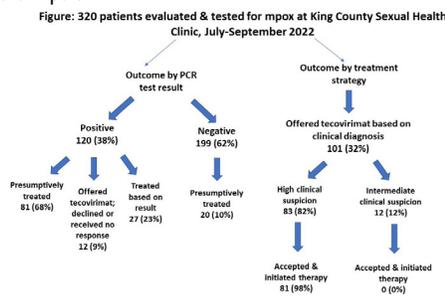 Figure: 320 patients evaluated & tested for mpox at King County Sexual Health
Clinic, July-September 2022
Outcome by PCR
test result
Outcome by treatment
strategy
Positive
120 (38%)
Negative
199 (62%)
Offered tecovirimat based on
clinical diagnosis
101 (32%)
Presumptively
treated
81 (68%)
Offered
tecovirimat;
declined or
received no
response
12 (9%)
Treated
based on
result
27 (23%)
Presumptively
treated
20 (10%)
High clinical
suspicion
83 (82%)
Intermediate
clinical suspicion
12 (12%)
Accepted &
initiated therapy
81 (98%)
Accepted & initiated
therapy
0 (0%)